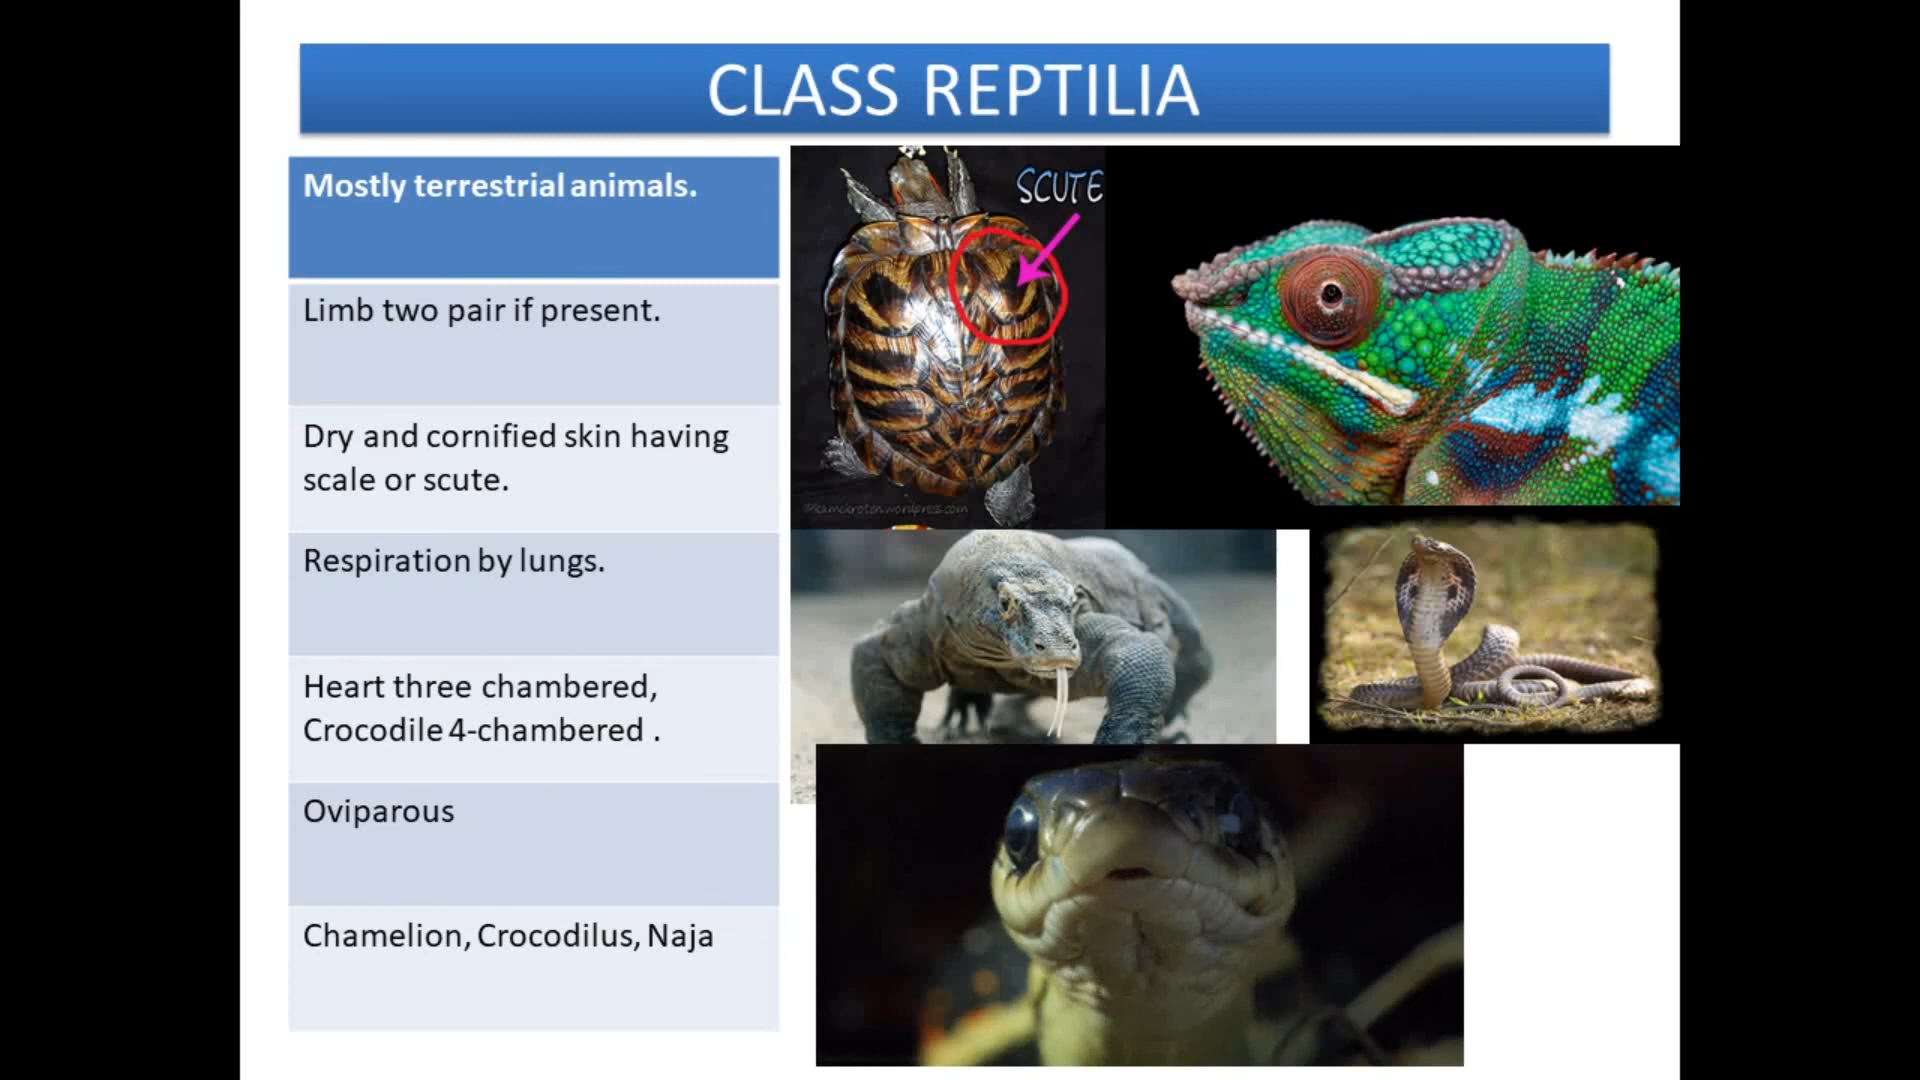 CLASS REPTILIA
Mostly terrestrial animals.
Limb two pair if present.
Dry and cornified skin having
scale or scute.
Respiration by lungs.
Heart three chambered,
Crocodile 4-chambered .
Oviparous
Chamelion, Crocodilus, Naja
SCUTE